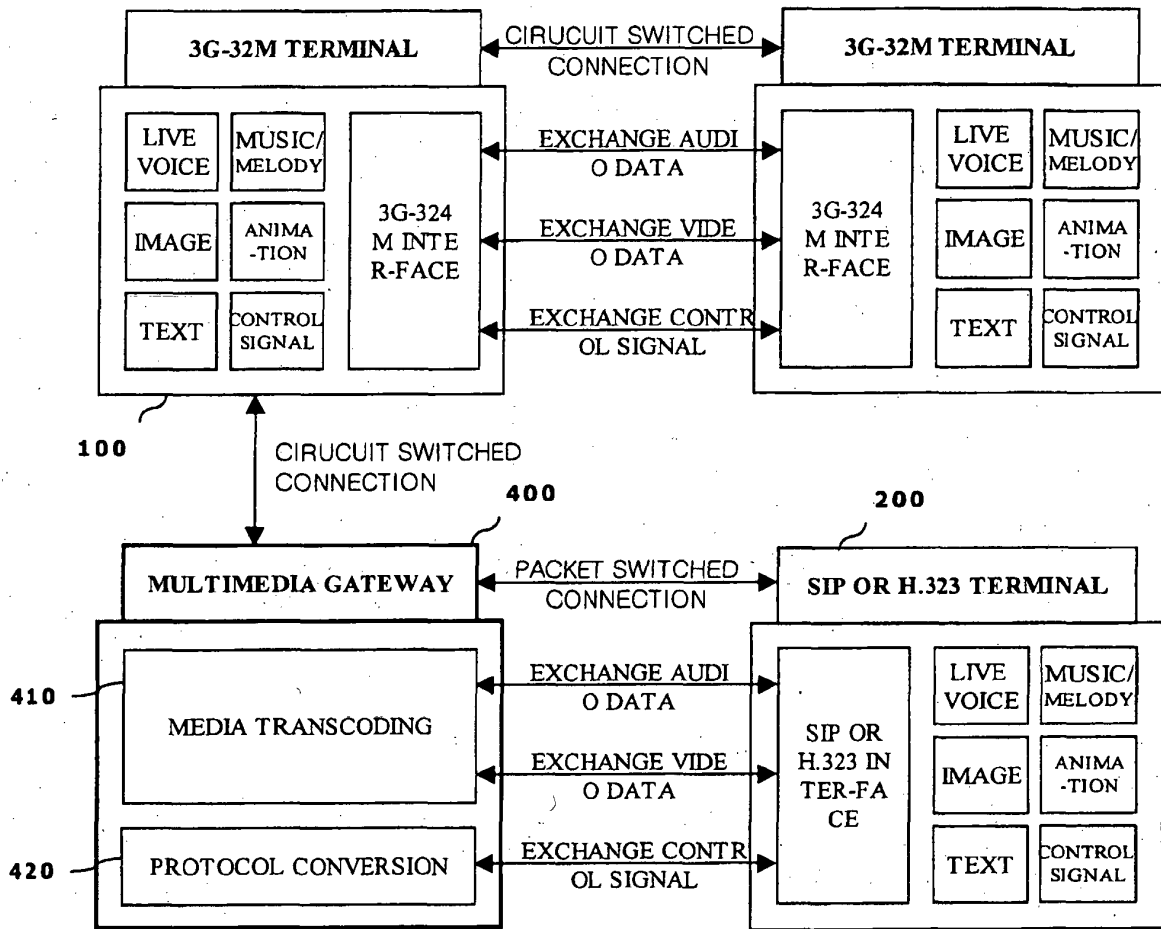 3G-32M TERMINAL
CIRUCUIT SWITCHED
CONNECTION
3G-32M TERMINAL
LIVE
VOICE
MUSIC/
MELODY
IMAGE
ANIMA
-TION
TEXT
CONTROL
SIGNAL
3G-324
M INTE
R-FACE
EXCHANGE AUDI
O DATA
EXCHANGE VIDE
O DATA
EXCHANGE CONTR
OL SIGNAL
3G-324
M INTE
R-FACE
LIVE
VOICE
MUSIC/
MELODY
IMAGE
ANIMA
-TION
TEXT
CONTROL
SIGNAL
100
CIRUCUIT SWITCHED
CONNECTION
400
200
MULTIMEDIA GATEWAY
PACKET SWITCHED
CONNECTION
SIP OR H.323 TERMINAL
410
MEDIA TRANSCODING
420
PROTOCOL CONVERSION
EXCHANGE AUDI
O DATA
EXCHANGE VIDE
O DATA
EXCHANGE CONTR
OL SIGNAL
SIP OR
H.323 IN
TER-FA
CE
LIVE
VOICE
MUSIC/
MELODY
IMAGE
ANIMA
-TION
TEXT
CONTROL
SIGNAL